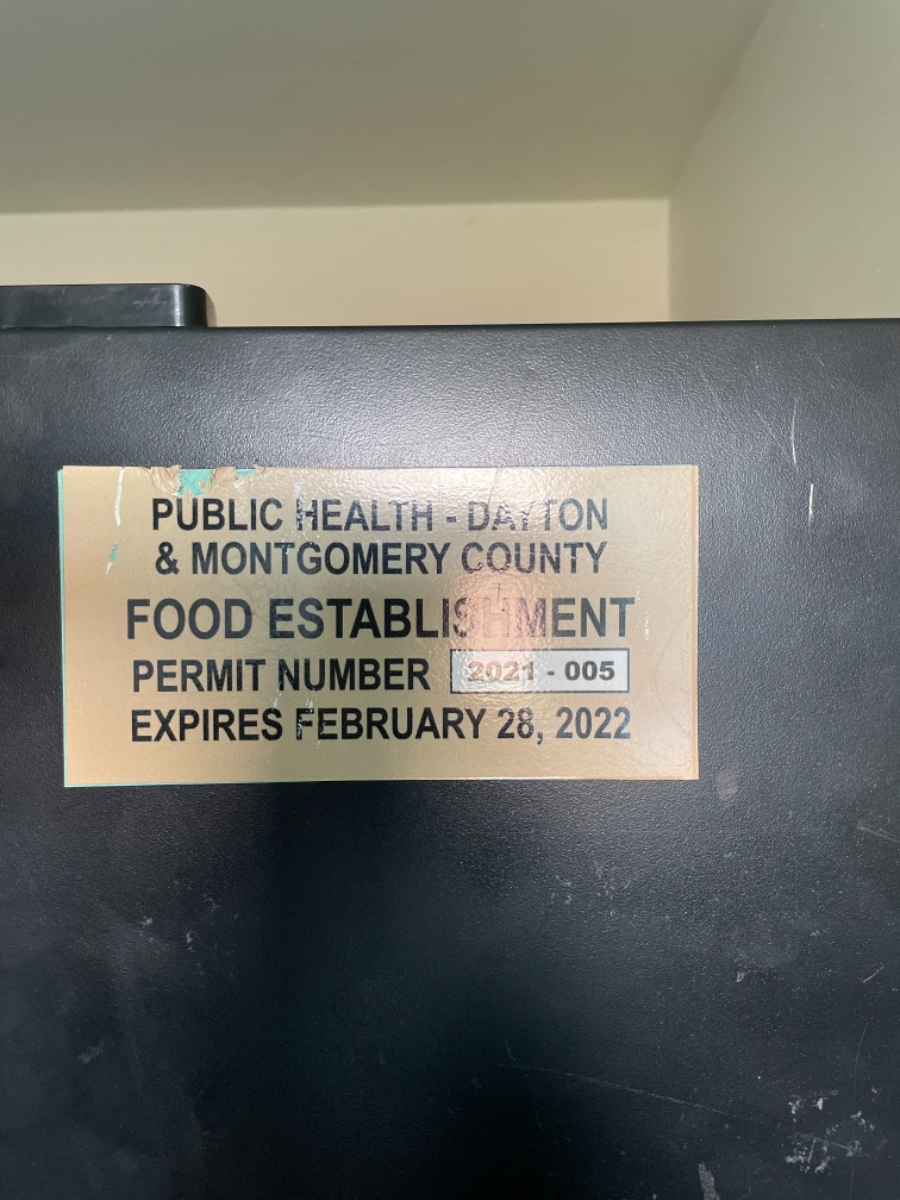 PUBLIC HEALTH - DAYTON
& MONTGOMERY COUNTY
FOOD ESTABLISHMENT
PERMIT NUMBER 2021 - 005
EXPIRES FEBRUARY 28, 2022